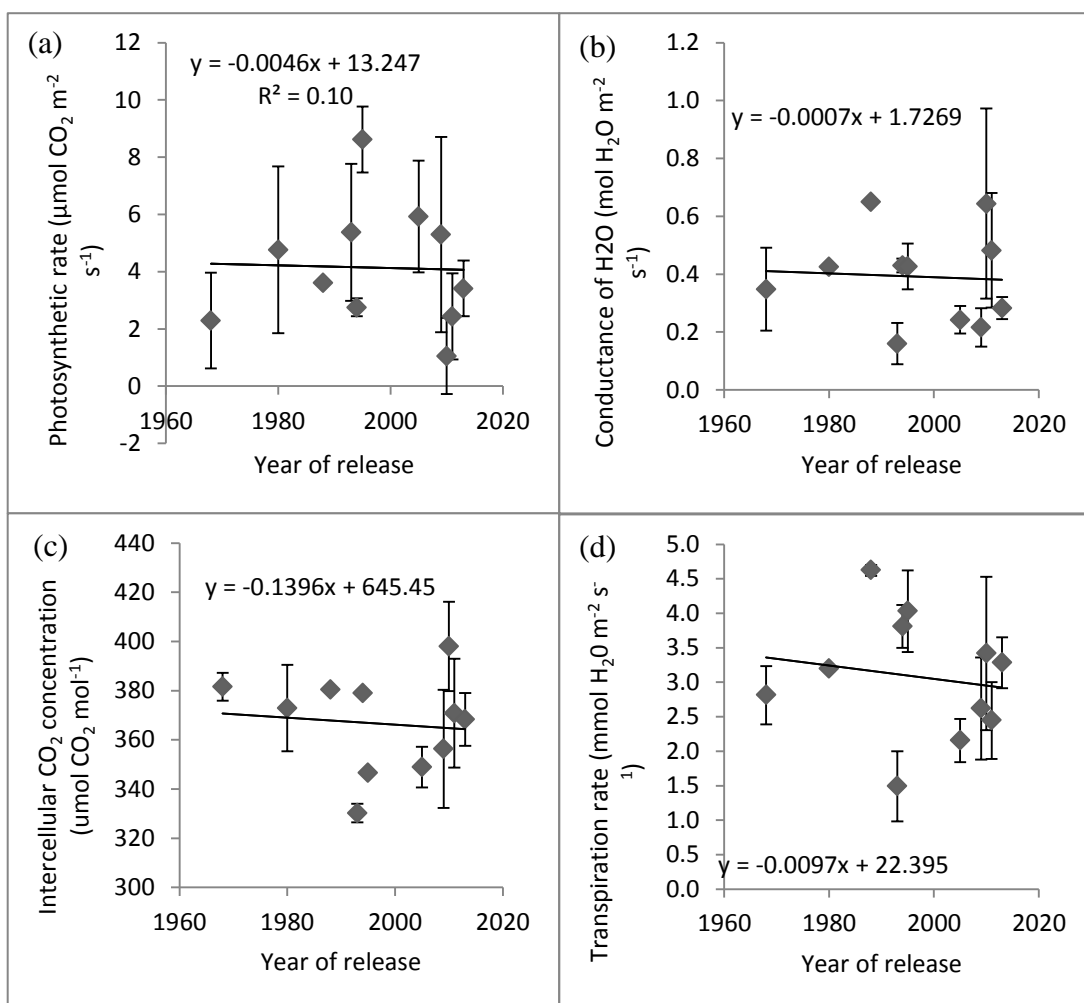 (a)
y = -0.0046x + 13.247
R² = 0.10
Photosynthetic rate (µmol CO₂ m⁻²
s⁻¹)
12
10
8
6
4
2
0
-2
1960 1980 2000 2020
Year of release
(b)
y = -0.0007x + 1.7269
Conductance of H2O (mol H₂O m⁻²
s⁻¹)
1.2
1.0
0.8
0.6
0.4
0.2
0.0
1960 1980 2000 2020
Year of release
(c)
y = -0.1396x + 645.45
Intercellular CO₂ concentration
(umol CO₂ mol⁻¹)
440
420
400
380
360
340
320
300
1960 1980 2000 2020
Year of release
(d)
Transpiration rate (mmol H₂0 m⁻² s⁻
¹)
5.0
4.5
4.0
3.5
3.0
2.5
2.0
1.5
1.0
0.5
0.0
y = -0.0097x + 22.395
1960 1980 2000 2020
Year of release